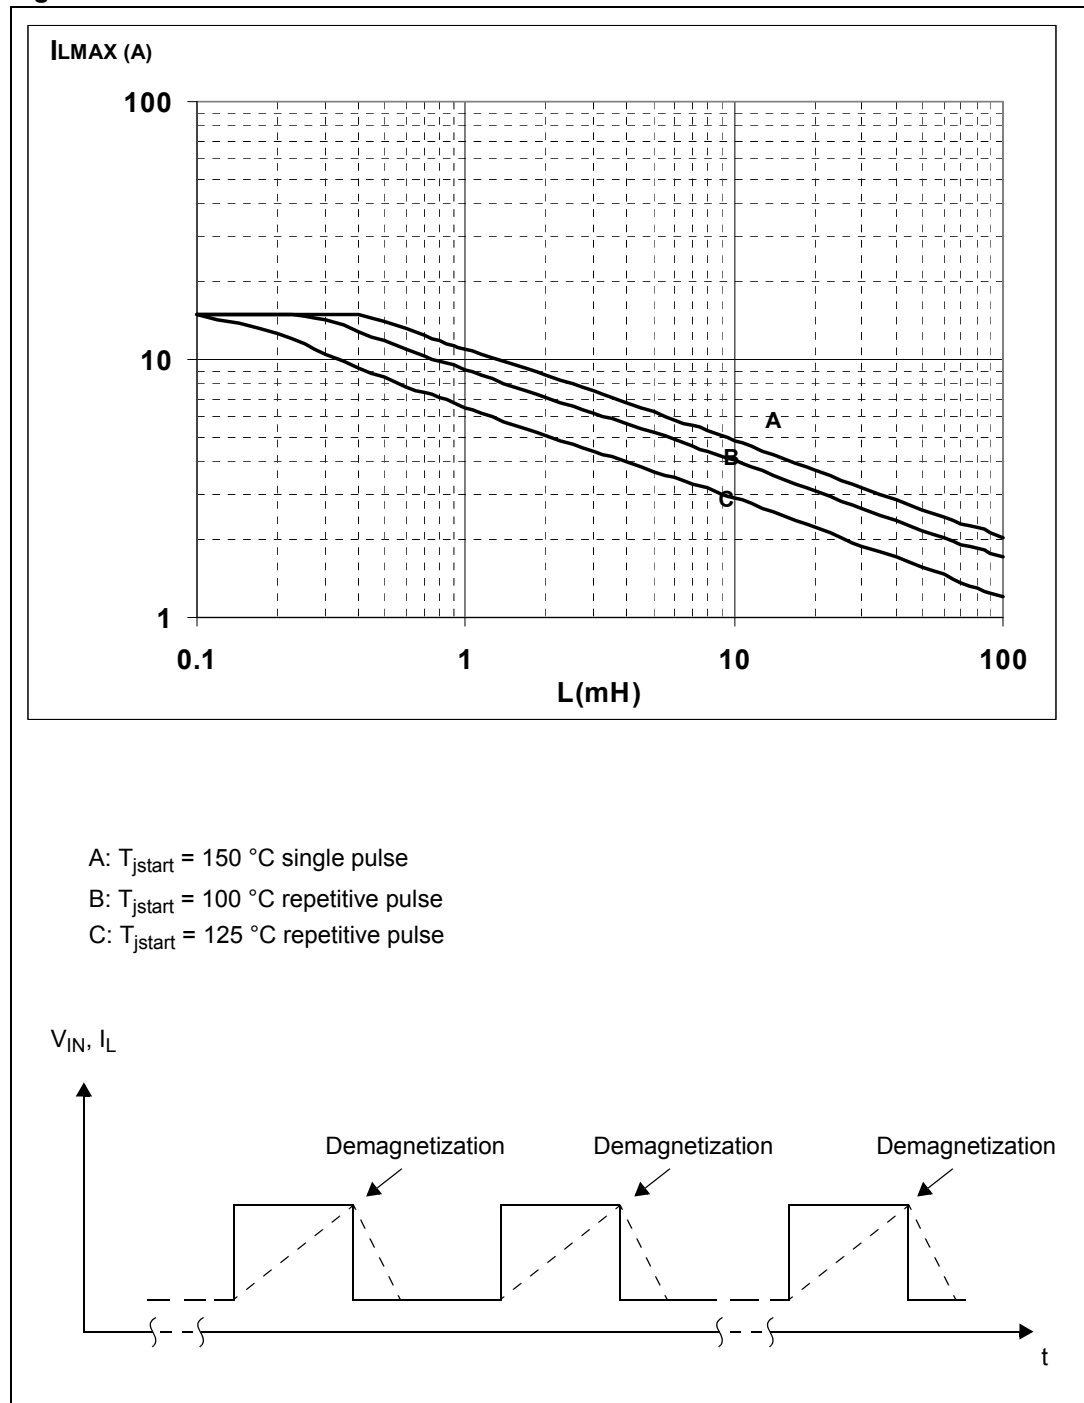 ILMAX (A)
100
10
1
A
B
C
0.1 1 10 100
L(mH)
A: Tjstart = 150 °C single pulse
B: Tjstart = 100 °C repetitive pulse
C: Tjstart = 125 °C repetitive pulse
VIN, IL
Demagnetization Demagnetization Demagnetization
t